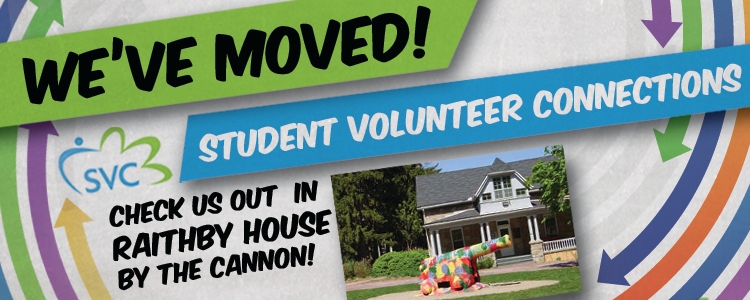 WE'VE MOVED!
STUDENT VOLUNTEER CONNECTIONS
SVC
CHECK US OUT IN
RAITHBY HOUSE
BY THE CANNON!